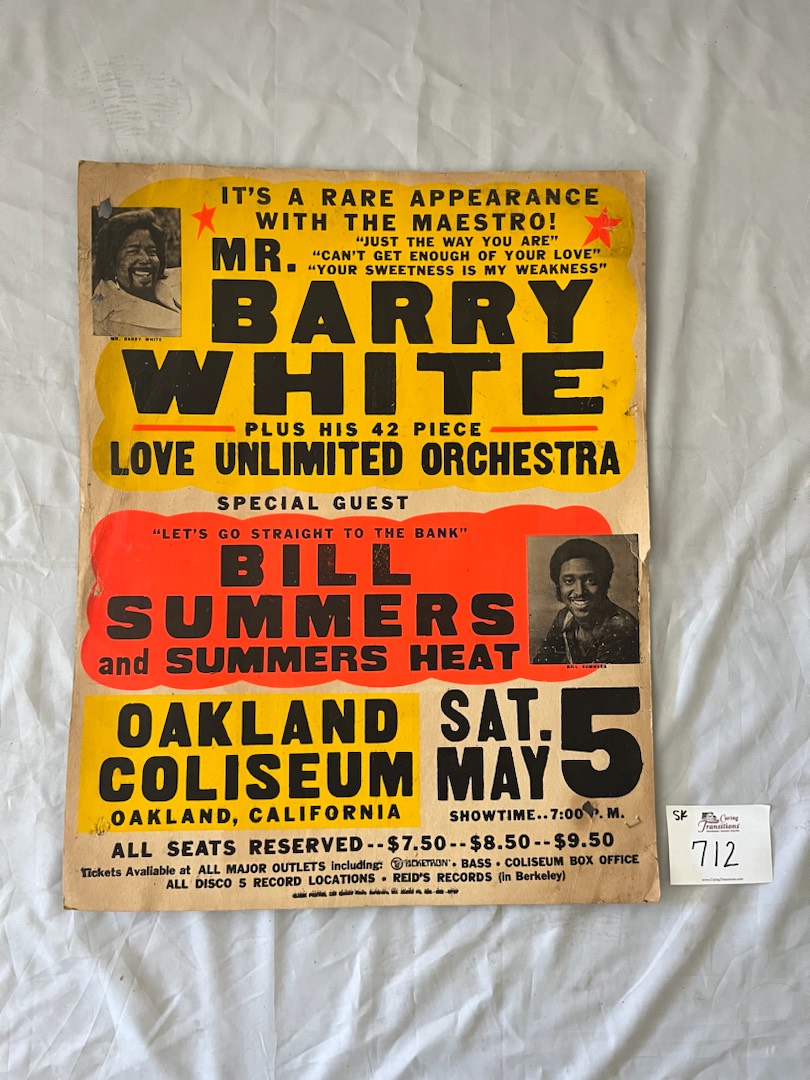 IT'S A RARE APPEARANCE
WITH THE MAESTRO!
MR.
"JUST THE WAY YOU ARE"
"CAN'T GET ENOUGH OF YOUR LOVE"
"YOUR SWEETNESS IS MY WEAKNESS"
BARRY
WHITE
MR. BARRY WHITE
PLUS HIS 42 PIECE
LOVE UNLIMITED ORCHESTRA
SPECIAL GUEST
"LET'S GO STRAIGHT TO THE BANK"
BILL
SUMMERS
and SUMMERS HEAT
BILL SUMMERS
OAKLAND
COLISEUM
OAKLAND, CALIFORNIA
SAT.
MAY 5
SHOWTIME..7:00 P.M.
ALL SEATS RESERVED--$7.50--$8.50--$9.50
Tickets Available at ALL MAJOR OUTLETS including: TICKETRON • BASS • COLISEUM BOX OFFICE
ALL DISCO 5 RECORD LOCATIONS • REID'S RECORDS (in Berkeley)
SK
Caring
Transitions
712
www.CaringTransitions.com